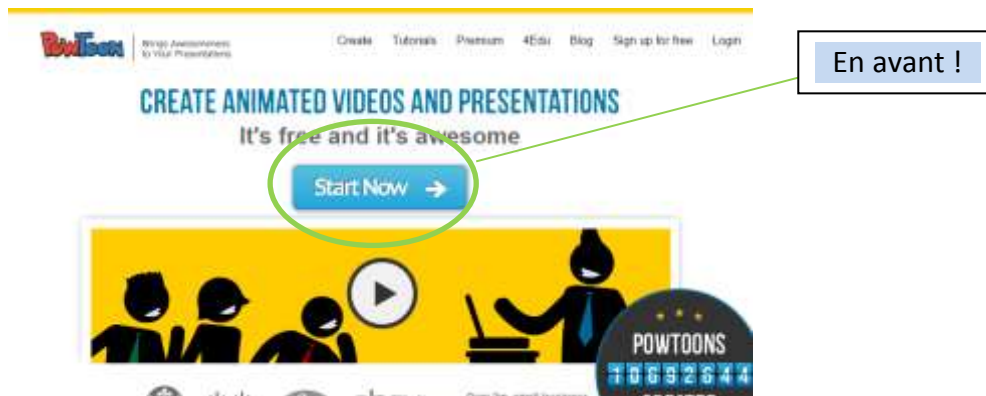 PowToon
Brings Awesomeness
to Your Presentations
Create Tutorials Premium 4Edu Blog Sign up for free Login
En avant !
CREATE ANIMATED VIDEOS AND PRESENTATIONS
It's free and it's awesome
Start Now
POWTOONS
10692644